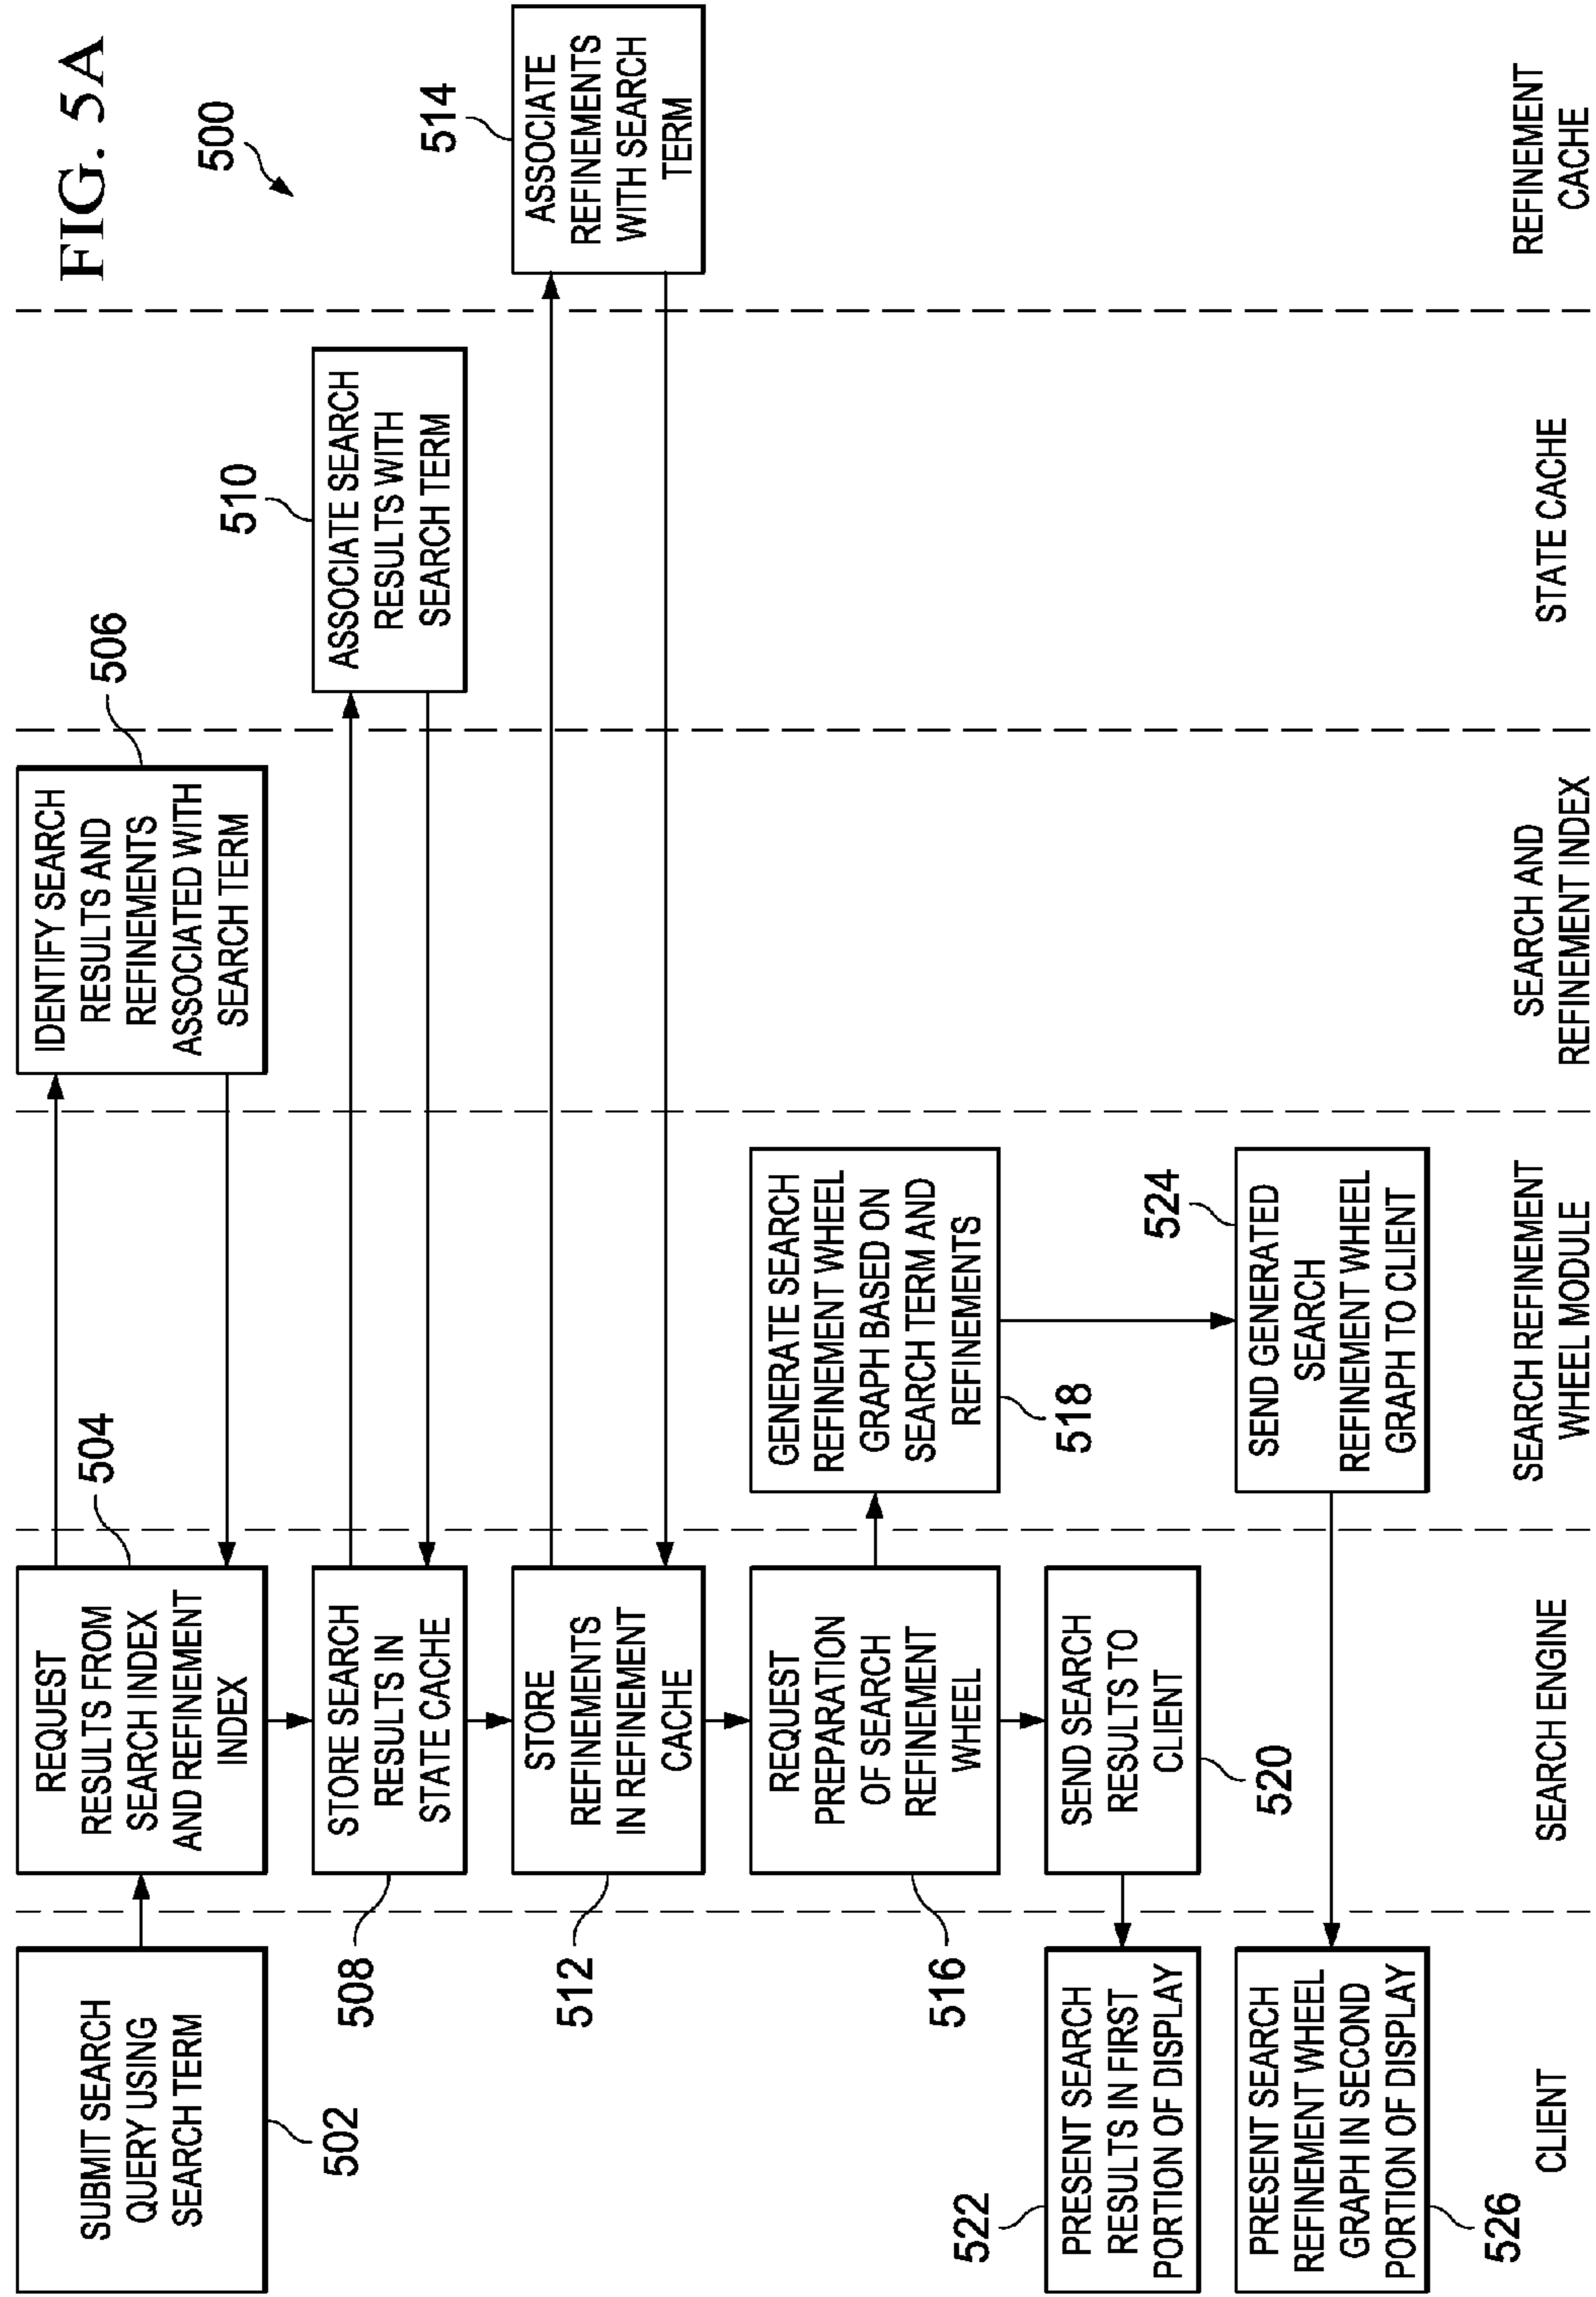 FIG. 5A
500
SUBMIT SEARCH
QUERY USING
SEARCH TERM
502
REQUEST
RESULTS FROM
SEARCH INDEX
AND REFINEMENT
INDEX
504
IDENTIFY SEARCH
RESULTS AND
REFINEMENTS
ASSOCIATED WITH
SEARCH TERM
506
STORE SEARCH
RESULTS IN
STATE CACHE
508
ASSOCIATE SEARCH
RESULTS WITH
SEARCH TERM
510
STORE
REFINEMENTS
IN REFINEMENT
CACHE
512
ASSOCIATE
REFINEMENTS
WITH SEARCH
TERM
514
REQUEST
PREPARATION
OF SEARCH
REFINEMENT
WHEEL
516
GENERATE SEARCH
REFINEMENT WHEEL
GRAPH BASED ON
SEARCH TERM AND
REFINEMENTS
518
PRESENT SEARCH
RESULTS IN FIRST
PORTION OF DISPLAY
522
SEND SEARCH
RESULTS TO
CLIENT
520
PRESENT SEARCH
REFINEMENT WHEEL
GRAPH IN SECOND
PORTION OF DISPLAY
526
SEND GENERATED
SEARCH
REFINEMENT WHEEL
GRAPH TO CLIENT
524
CLIENT
SEARCH ENGINE
SEARCH REFINEMENT
WHEEL MODULE
SEARCH AND
REFINEMENT INDEX
STATE CACHE
REFINEMENT
CACHE